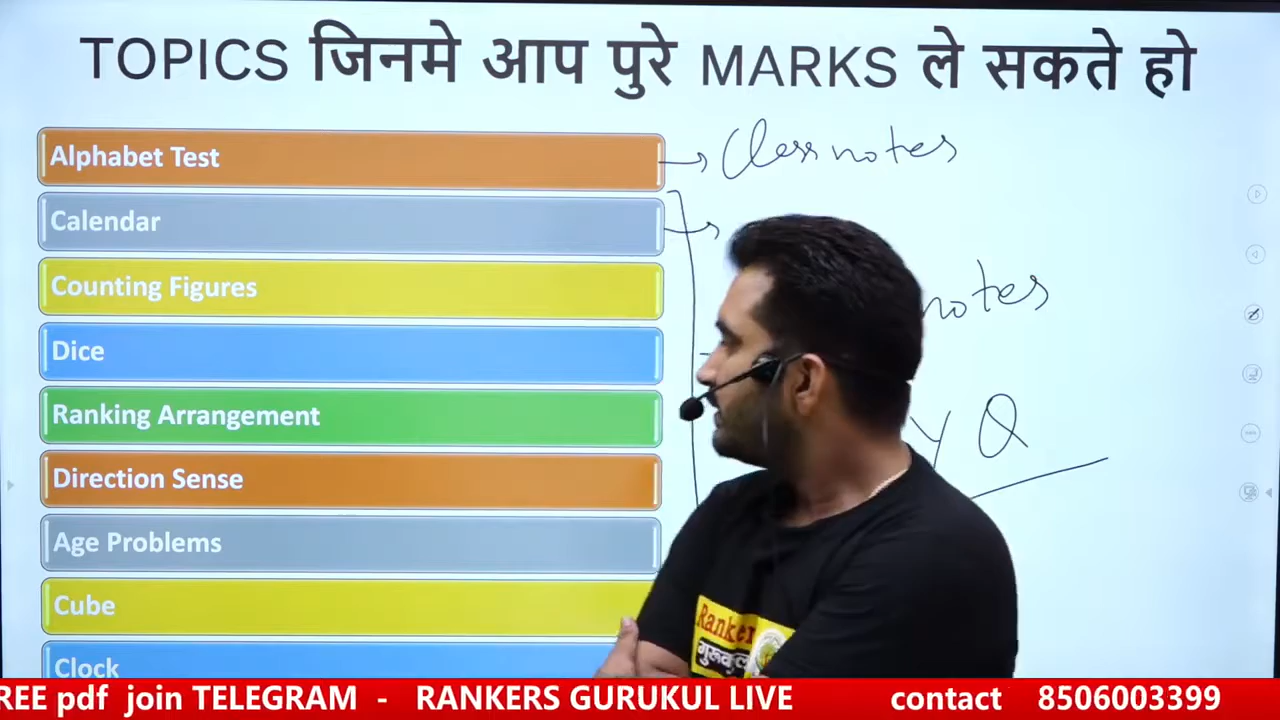 TOPICS जिनमे आप पुरे MARKS ले सकते हो
Alphabet Test
Class notes
Calendar
Counting Figures
notes
Dice
Ranking Arrangement
Y Q
Direction Sense
Age Problems
Cube
Ranker
गुरूकुल
Clock
REE pdf join TELEGRAM - RANKERS GURUKUL LIVE contact 8506003399